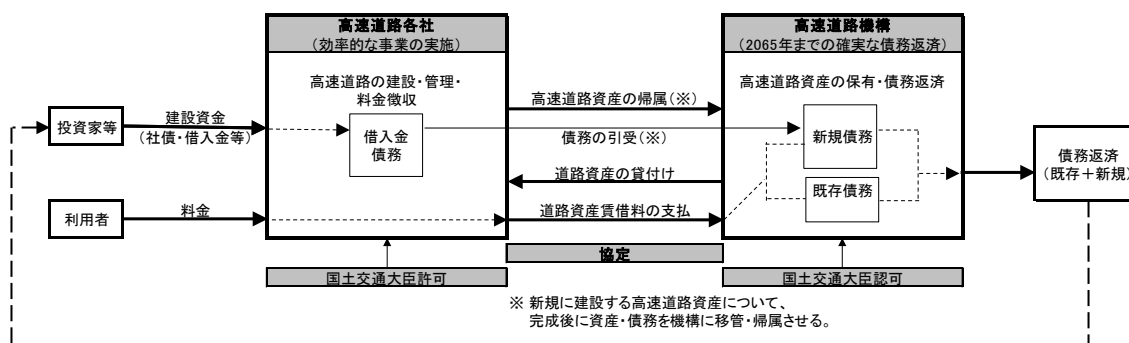 高速道路各社
（効率的な事業の実施）
高速道路機構
（2065年までの確実な債務返済）
高速道路の建設・管理・
料金徴収
高速道路資産の保有・債務返済
投資家等
建設資金
（社債・借入金等）
借入金
債務
高速道路資産の帰属（※）
債務の引受（※）
新規債務
債務返済
（既存＋新規）
道路資産の貸付け
既存債務
利用者
料金
道路資産賃借料の支払
協定
国土交通大臣許可
国土交通大臣認可
※ 新規に建設する高速道路資産について、
完成後に資産・債務を機構に移管・帰属させる。